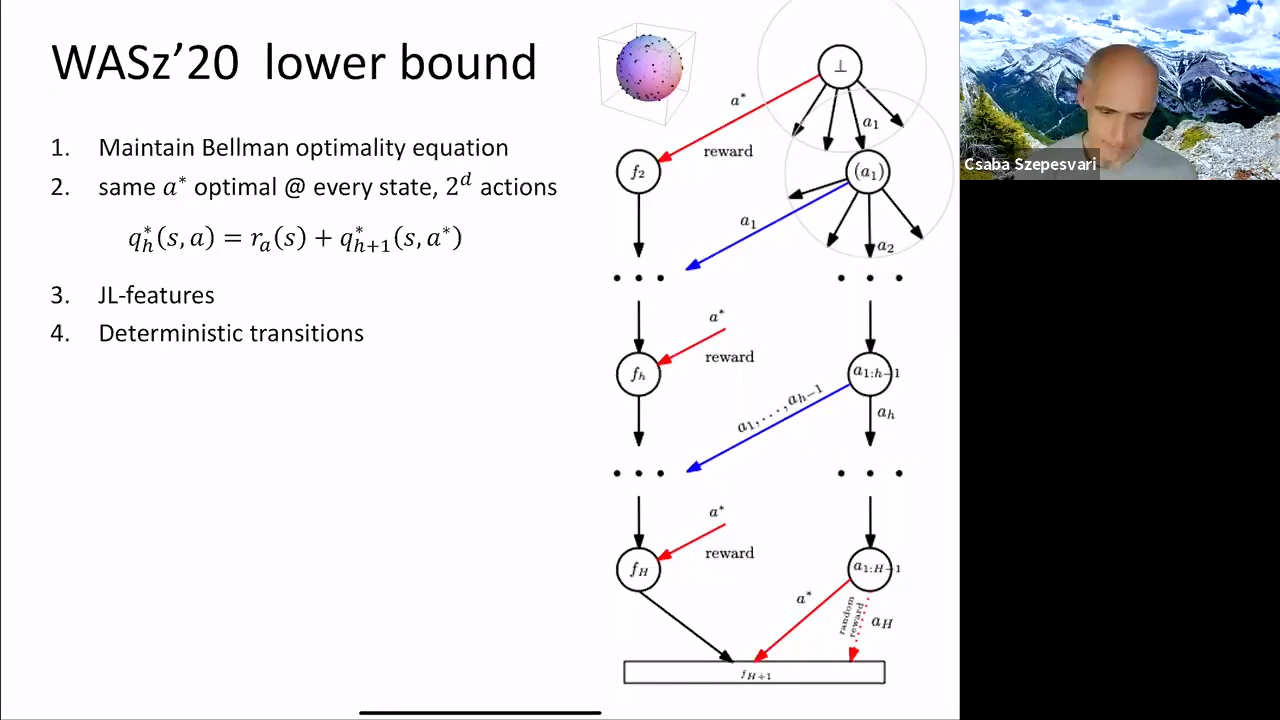 WASz’20 lower bound
1. Maintain Bellman optimality equation
2. same a* optimal @ every state, 2^d actions
q*_h(s, a) = r_a(s) + q*_{h+1}(s, a*)
3. JL-features
4. Deterministic transitions
⊥
a*
a₁
reward
f₂
(a₁)
a₁
a₂
• • •
• • •
a*
reward
f_h
a_{1:h−1}
a₁, ..., a_{h−1}
a_h
• • •
• • •
a*
reward
f_H
a_{1:H−1}
a*
random
reward
a_H
f_{H+1}
Csaba Szepesvari